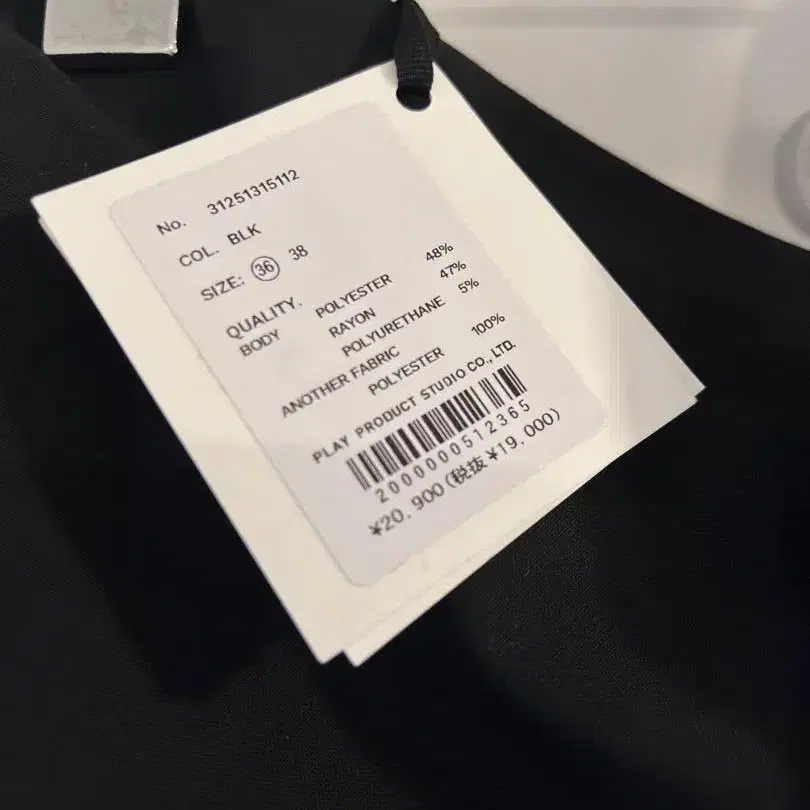 No. 31251315112
COL. BLK
SIZE: 36 38
QUALITY.
BODY POLYESTER 48%
RAYON 47%
POLYURETHANE 5%
ANOTHER FABRIC
POLYESTER 100%
PLAY PRODUCT STUDIO CO., LTD.
2000000512365
¥20,900(税抜¥19,000)